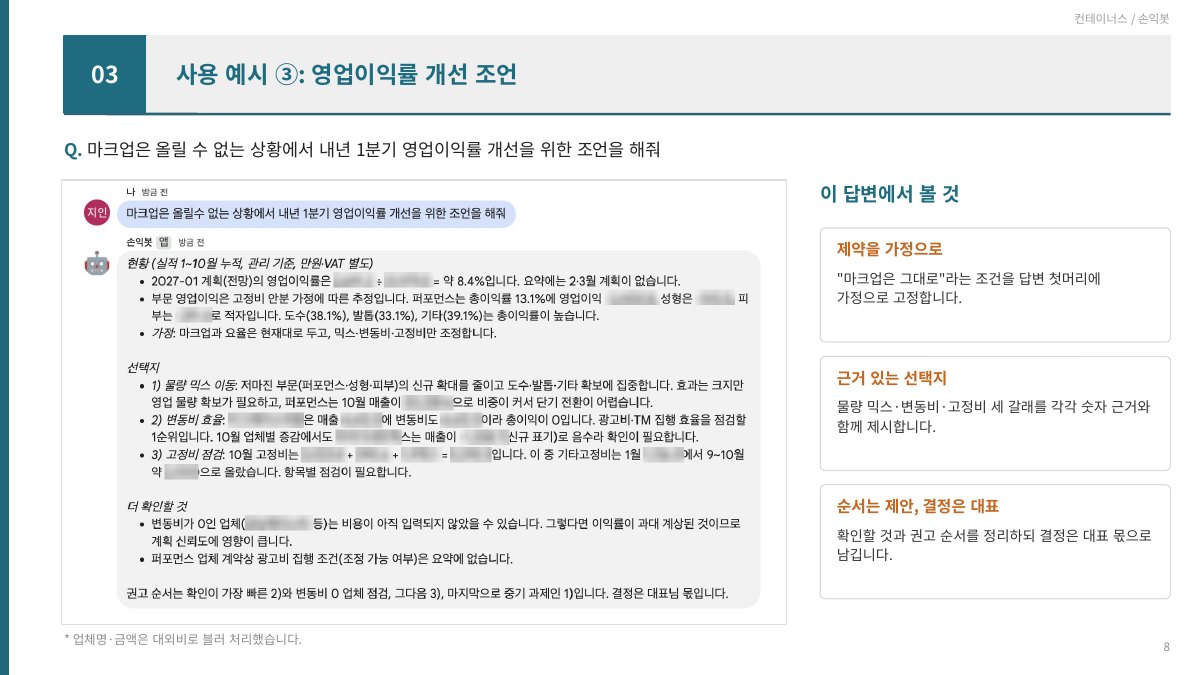 컨테이너스 / 손익봇
03
사용 예시 ③: 영업이익률 개선 조언
Q. 마크업은 올릴 수 없는 상황에서 내년 1분기 영업이익률 개선을 위한 조언을 해줘
나 방금 전
지인
마크업은 올릴수 없는 상황에서 내년 1분기 영업이익률 개선을 위한 조언을 해줘
손익봇 앱 방금 전
현황 (실적 1~10월 누적, 관리 기준, 만원·VAT 별도)
• 2027-01 계획(전망)의 영업이익률은 ÷ = 약 8.4%입니다. 요약에는 2·3월 계획이 없습니다.
• 부문 영업이익은 고정비 안분 가정에 따른 추정입니다. 퍼포먼스는 총이익률 13.1%에 영업이익 성형은 피
부는 로 적자입니다. 도수(38.1%), 발톱(33.1%), 기타(39.1%)는 총이익률이 높습니다.
• 가정: 마크업과 요율은 현재대로 두고, 믹스·변동비·고정비만 조정합니다.
선택지
• 1) 물량 믹스 이동: 저마진 부문(퍼포먼스·성형·피부)의 신규 확대를 줄이고 도수·발톱·기타 확보에 집중합니다. 효과는 크지만
영업 물량 확보가 필요하고, 퍼포먼스는 10월 매출이 으로 비중이 커서 단기 전환이 어렵습니다.
• 2) 변동비 효율: 은 매출 에 변동비도 이라 총이익이 0입니다. 광고비·TM 집행 효율을 점검할
1순위입니다. 10월 업체별 증감에서도 스는 매출이 신규 표기)로 음수라 확인이 필요합니다.
• 3) 고정비 점검: 10월 고정비는 + + = 입니다. 이 중 기타고정비는 1월 에서 9~10월
약 으로 올랐습니다. 항목별 점검이 필요합니다.
더 확인할 것
• 변동비가 0인 업체( 등)는 비용이 아직 입력되지 않았을 수 있습니다. 그렇다면 이익률이 과대 계상된 것이므로
계획 신뢰도에 영향이 큽니다.
• 퍼포먼스 업체 계약상 광고비 집행 조건(조정 가능 여부)은 요약에 없습니다.
권고 순서는 확인이 가장 빠른 2)와 변동비 0 업체 점검, 그다음 3), 마지막으로 중기 과제인 1)입니다. 결정은 대표님 몫입니다.
이 답변에서 볼 것
제약을 가정으로
"마크업은 그대로"라는 조건을 답변 첫머리에
가정으로 고정합니다.
근거 있는 선택지
물량 믹스·변동비·고정비 세 갈래를 각각 숫자 근거와
함께 제시합니다.
순서는 제안, 결정은 대표
확인할 것과 권고 순서를 정리하되 결정은 대표 몫으로
남깁니다.
* 업체명·금액은 대외비로 블러 처리했습니다.
8